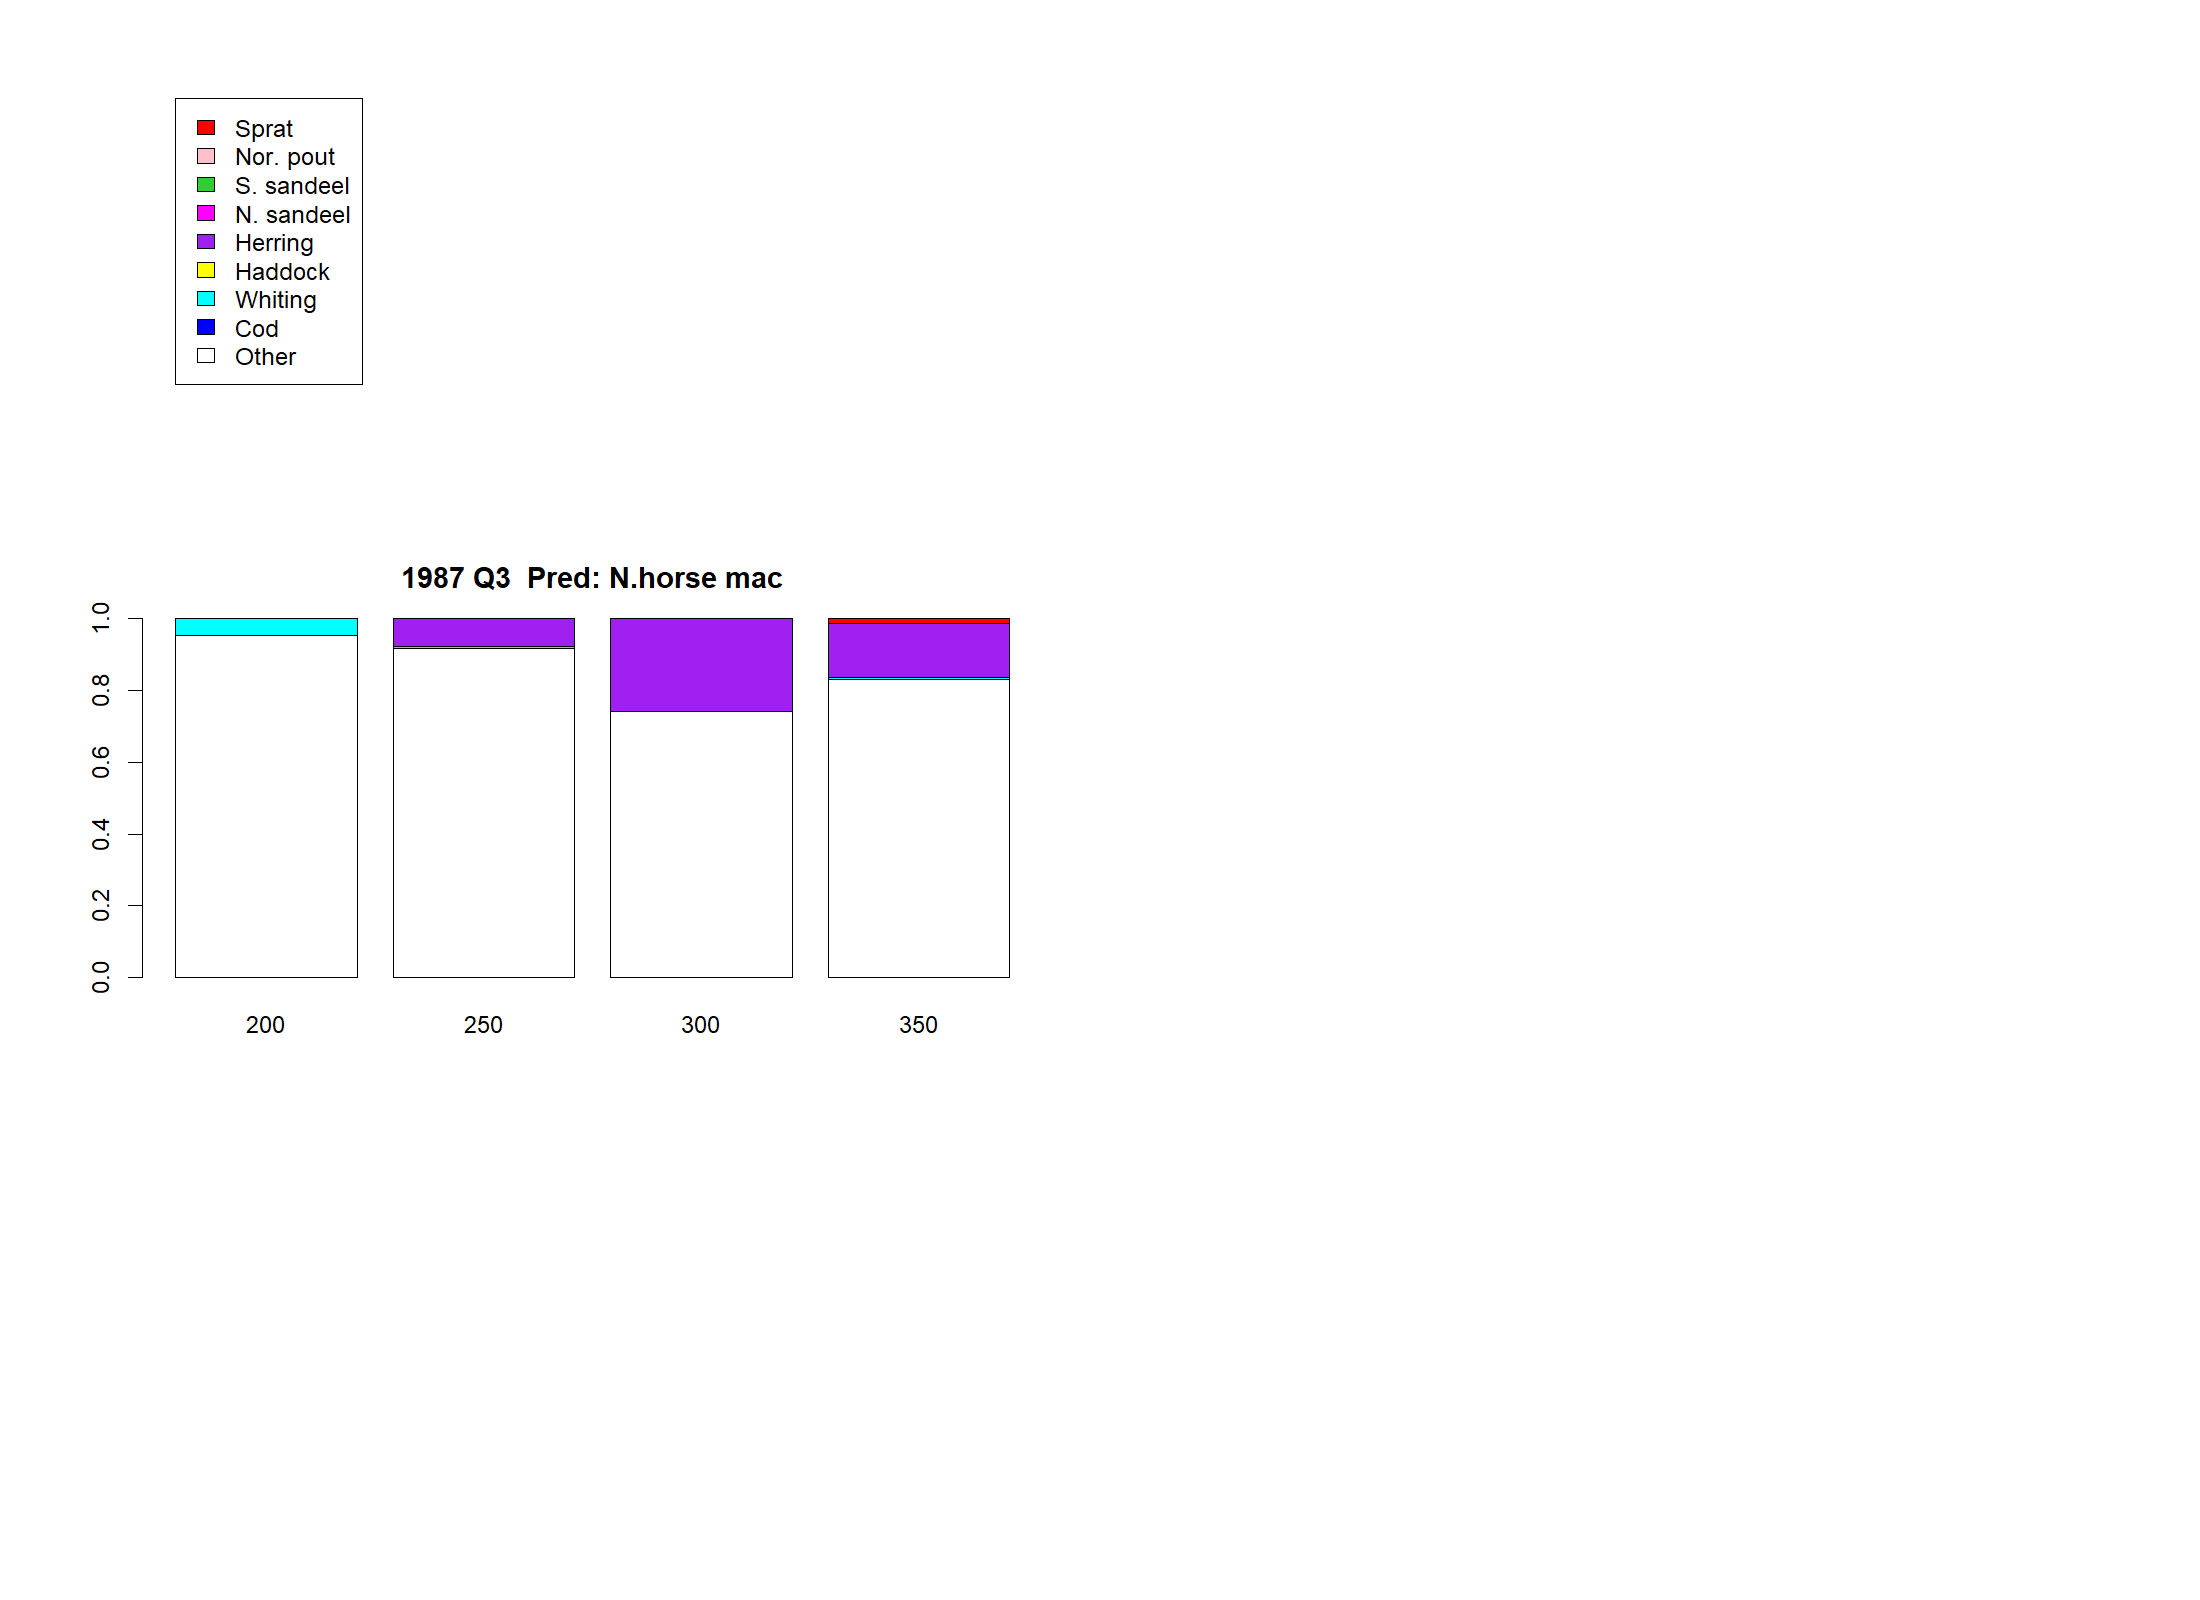 Sprat
Nor. pout
S. sandeel
N. sandeel
Herring
Haddock
Whiting
Cod
Other
1987 Q3  Pred: N.horse mac
1.0
0.8
0.6
0.4
0.2
0.0
200 250 300 350